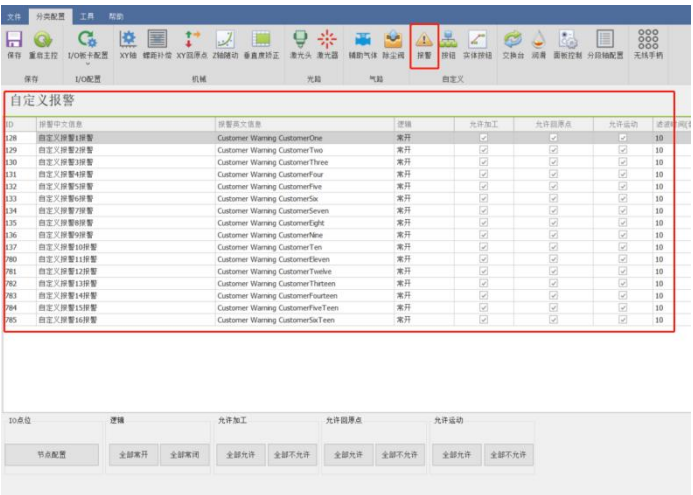 文件 分类配置 工具 帮助
保存 重启主控 I/O板卡配置 XY轴 螺距补偿 XY回原点 Z轴随动 垂直度矫正 激光头 激光器 辅助气体 除尘阀 报警 按钮 实体按钮 交换台 润滑 面板控制 分段轴配置 无线手柄
保存 I/O配置 机械 光路 气路 自定义
自定义报警
ID 报警中文信息 报警英文信息 逻辑 允许加工 允许回原点 允许运动 滤波时间(
128 自定义报警1报警 Customer Warning CustomerOne 常开 10
129 自定义报警2报警 Customer Warning CustomerTwo 常开 10
130 自定义报警3报警 Customer Warning CustomerThree 常开 10
131 自定义报警4报警 Customer Warning CustomerFour 常开 10
132 自定义报警5报警 Customer Warning CustomerFive 常开 10
133 自定义报警6报警 Customer Warning CustomerSix 常开 10
134 自定义报警7报警 Customer Warning CustomerSeven 常开 10
135 自定义报警8报警 Customer Warning CustomerEight 常开 10
136 自定义报警9报警 Customer Warning CustomerNine 常开 10
137 自定义报警10报警 Customer Warning CustomerTen 常开 10
780 自定义报警11报警 Customer Warning CustomerEleven 常开 10
781 自定义报警12报警 Customer Warning CustomerTwelve 常开 10
782 自定义报警13报警 Customer Warning CustomerThirteen 常开 10
783 自定义报警14报警 Customer Warning CustomerFourteen 常开 10
784 自定义报警15报警 Customer Warning CustomerFiveTeen 常开 10
785 自定义报警16报警 Customer Warning CustomerSixTeen 常开 10
IO点位 逻辑 允许加工 允许回原点 允许运动
节点配置 全部常开 全部常闭 全部允许 全部不允许 全部允许 全部不允许 全部允许 全部不允许